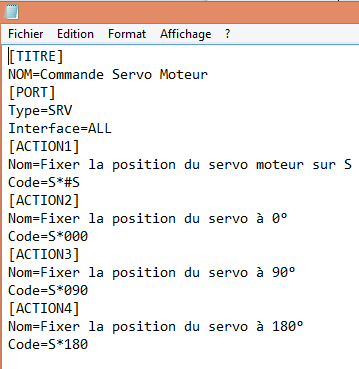 Fichier Edition Format Affichage ?
[TITRE]
NOM=Commande Servo Moteur
[PORT]
Type=SRV
Interface=ALL
[ACTION1]
Nom=Fixer la position du servo moteur sur S
Code=S*#S
[ACTION2]
Nom=Fixer la position du servo à 0°
Code=S*000
[ACTION3]
Nom=Fixer la position du servo à 90°
Code=S*090
[ACTION4]
Nom=Fixer la position du servo à 180°
Code=S*180